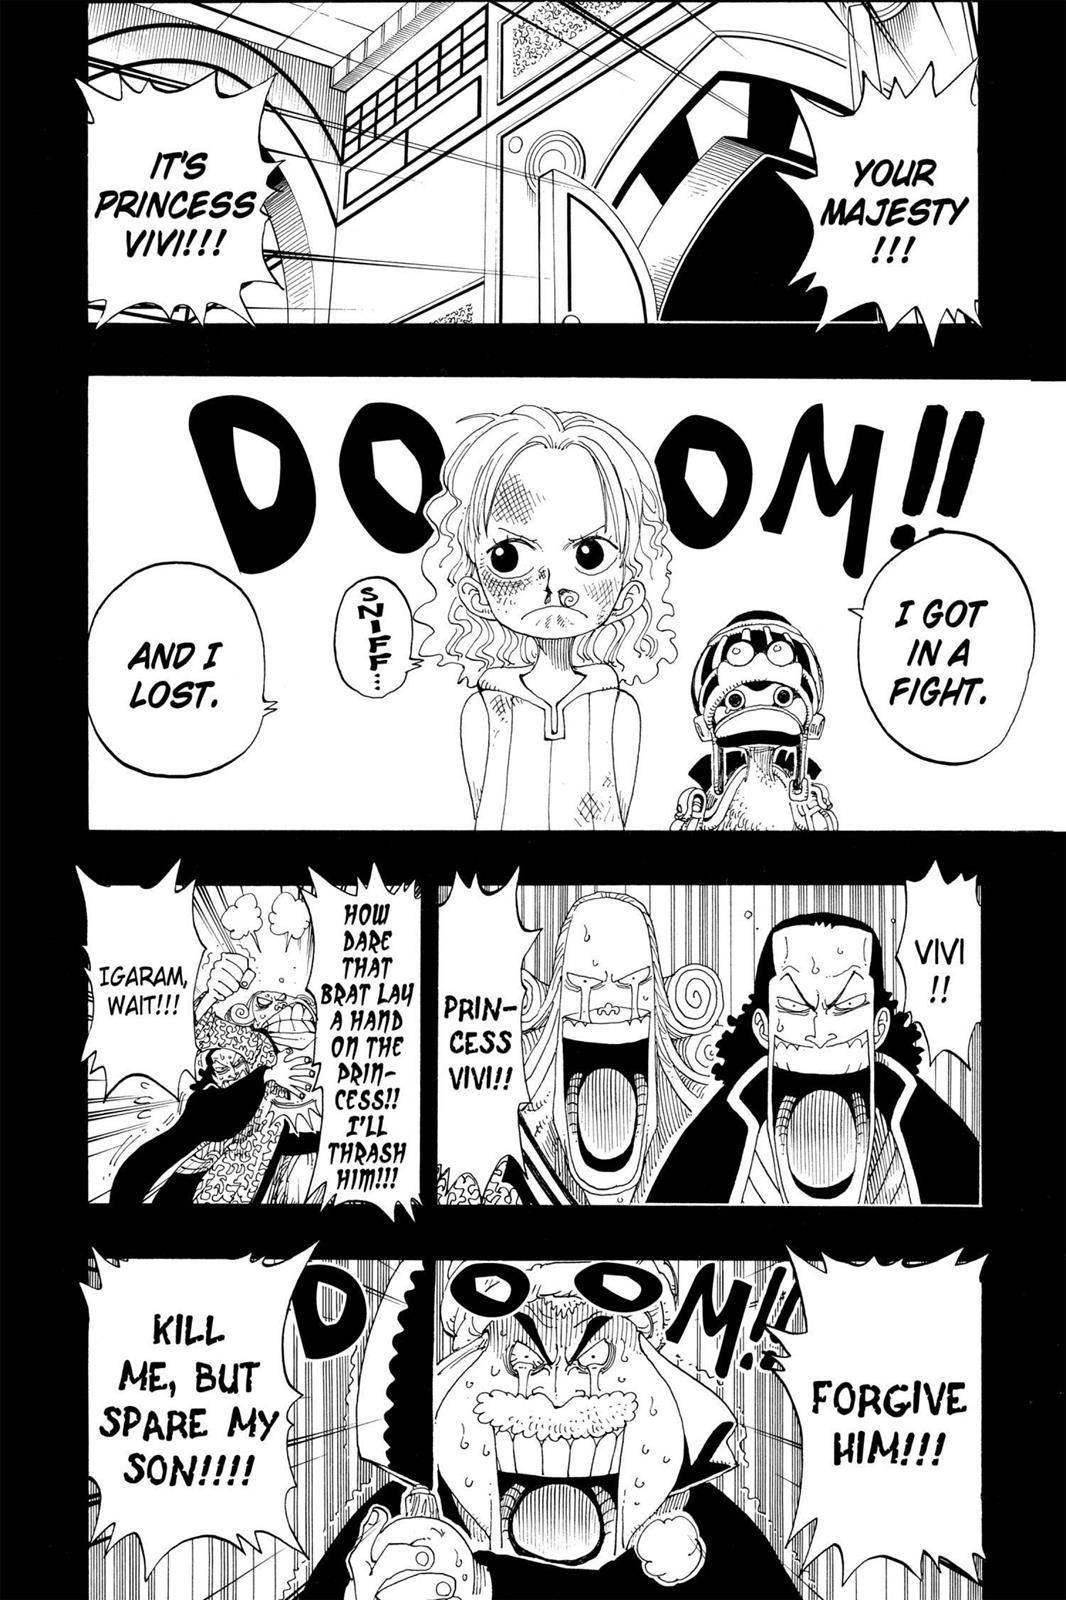 YOUR
MAJESTY
!!!
IT'S
PRINCESS
VIVI!!!
DOOOM!!
I GOT
IN A
FIGHT.
SNIFF...
AND I
LOST.
VIVI
!!
PRIN-
CESS
VIVI!!
HOW
DARE
THAT
BRAT LAY
A HAND
ON THE
PRIN-
CESS!!
I'LL
THRASH
HIM!!!
IGARAM,
WAIT!!!
DOOOM!!
FORGIVE
HIM!!!
KILL
ME, BUT
SPARE MY
SON!!!!